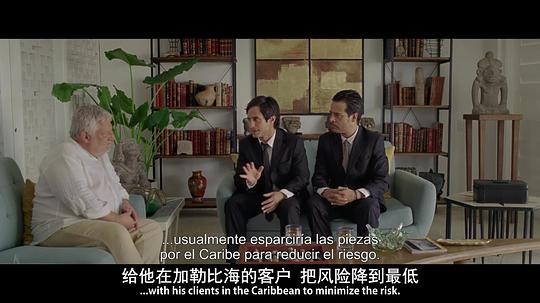 ...usualmente esparciría las piezas
por el Caribe para reducir el riesgo.
给他在加勒比海的客户 把风险降到最低
...with his clients in the Caribbean to minimize the risk.